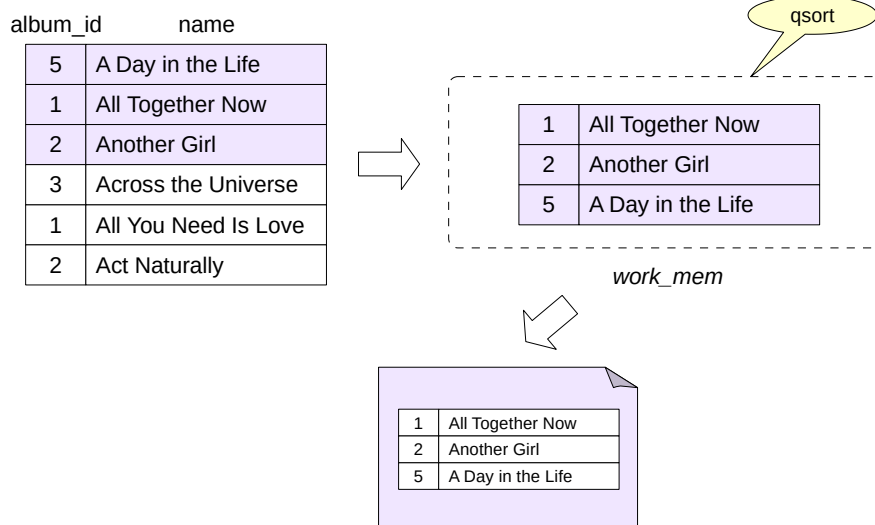 album_id name
5 A Day in the Life
1 All Together Now
2 Another Girl
3 Across the Universe
1 All You Need Is Love
2 Act Naturally
qsort
1 All Together Now
2 Another Girl
5 A Day in the Life
work_mem
1 All Together Now
2 Another Girl
5 A Day in the Life